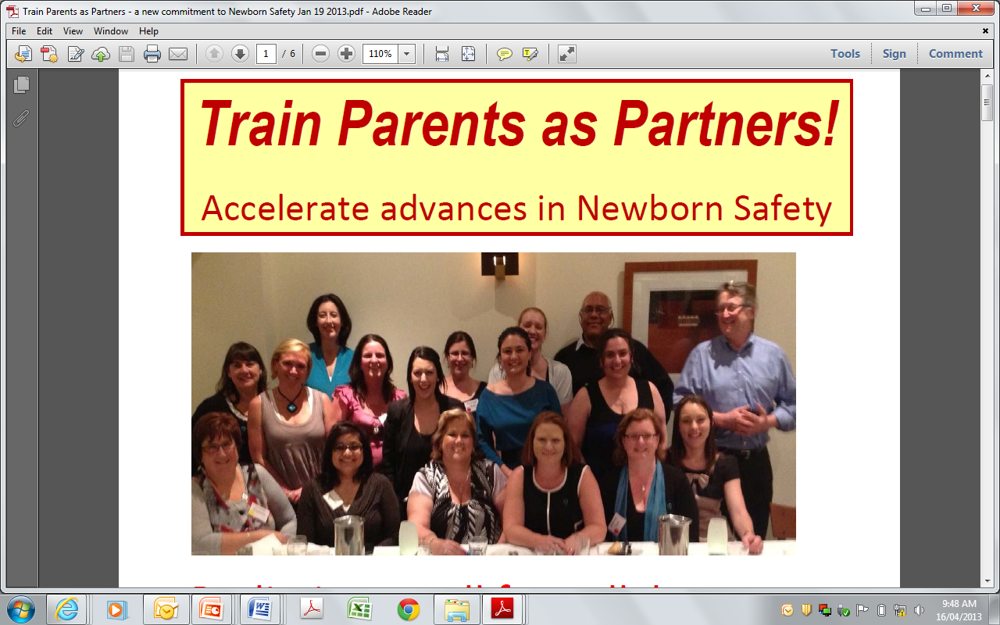 Train Parents as Partners - a new commitment to Newborn Safety Jan 19 2013.pdf - Adobe Reader
File Edit View Window Help
1 / 6 110% Tools Sign Comment
Train Parents as Partners!
Accelerate advances in Newborn Safety
9:48 AM
16/04/2013